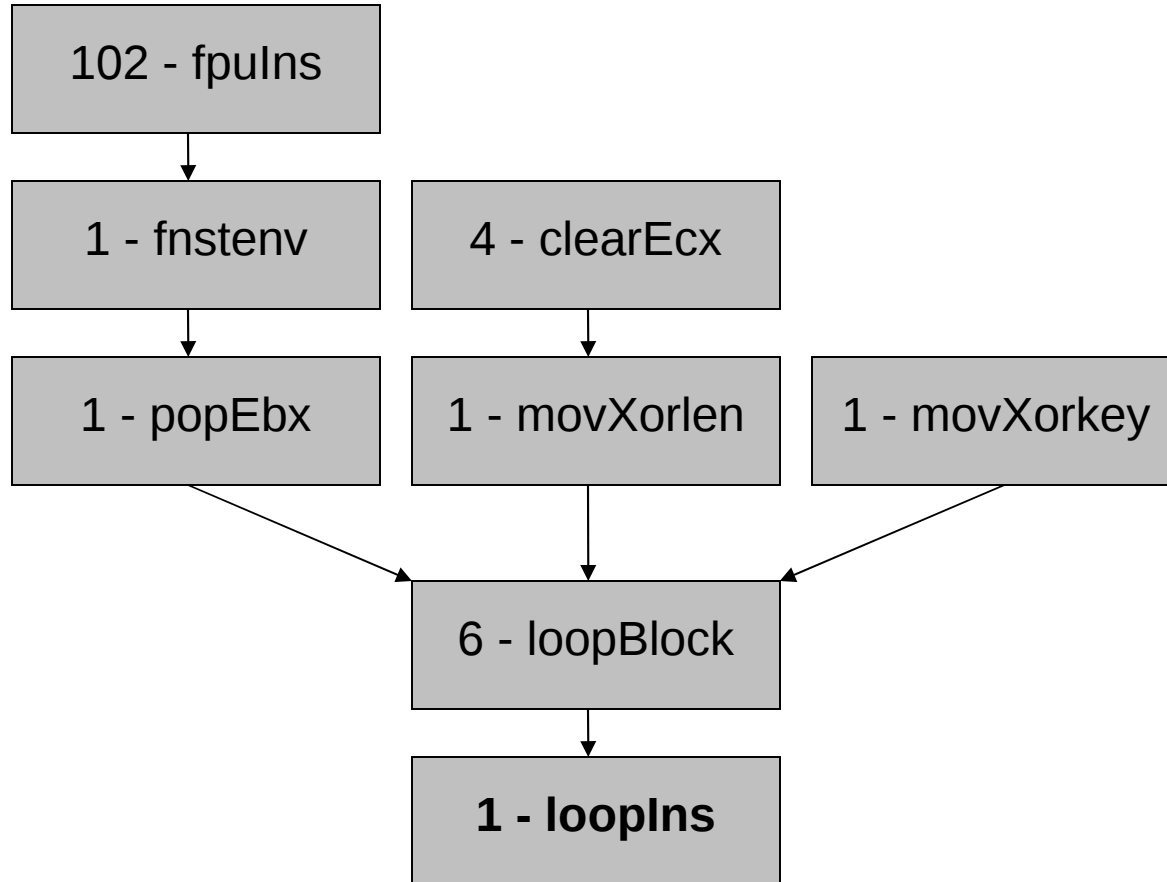 102 - fpuIns
1 - fnstenv
4 - clearEcx
1 - popEbx
1 - movXorlen
1 - movXorkey
6 - loopBlock
1 - loopIns